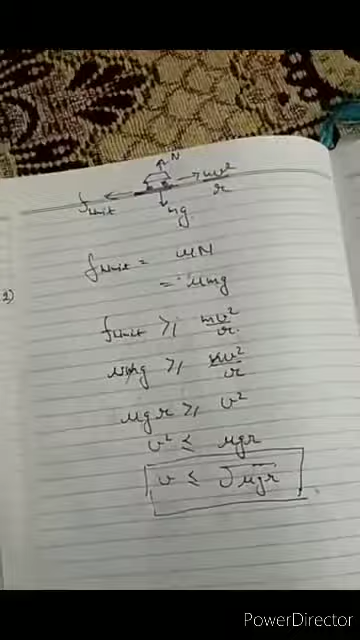 N
f_limit
mv²/r
mg
f_limit = μN
2)
= μmg
f_limit ≥ mv²/r
μmg ≥ mv²/r
μgr ≥ v²
v² ≤ μgr
v ≤ √μgr
PowerDirector